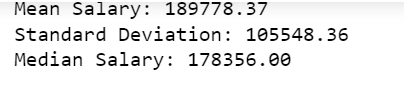 Mean Salary: 189778.37
Standard Deviation: 105548.36
Median Salary: 178356.00